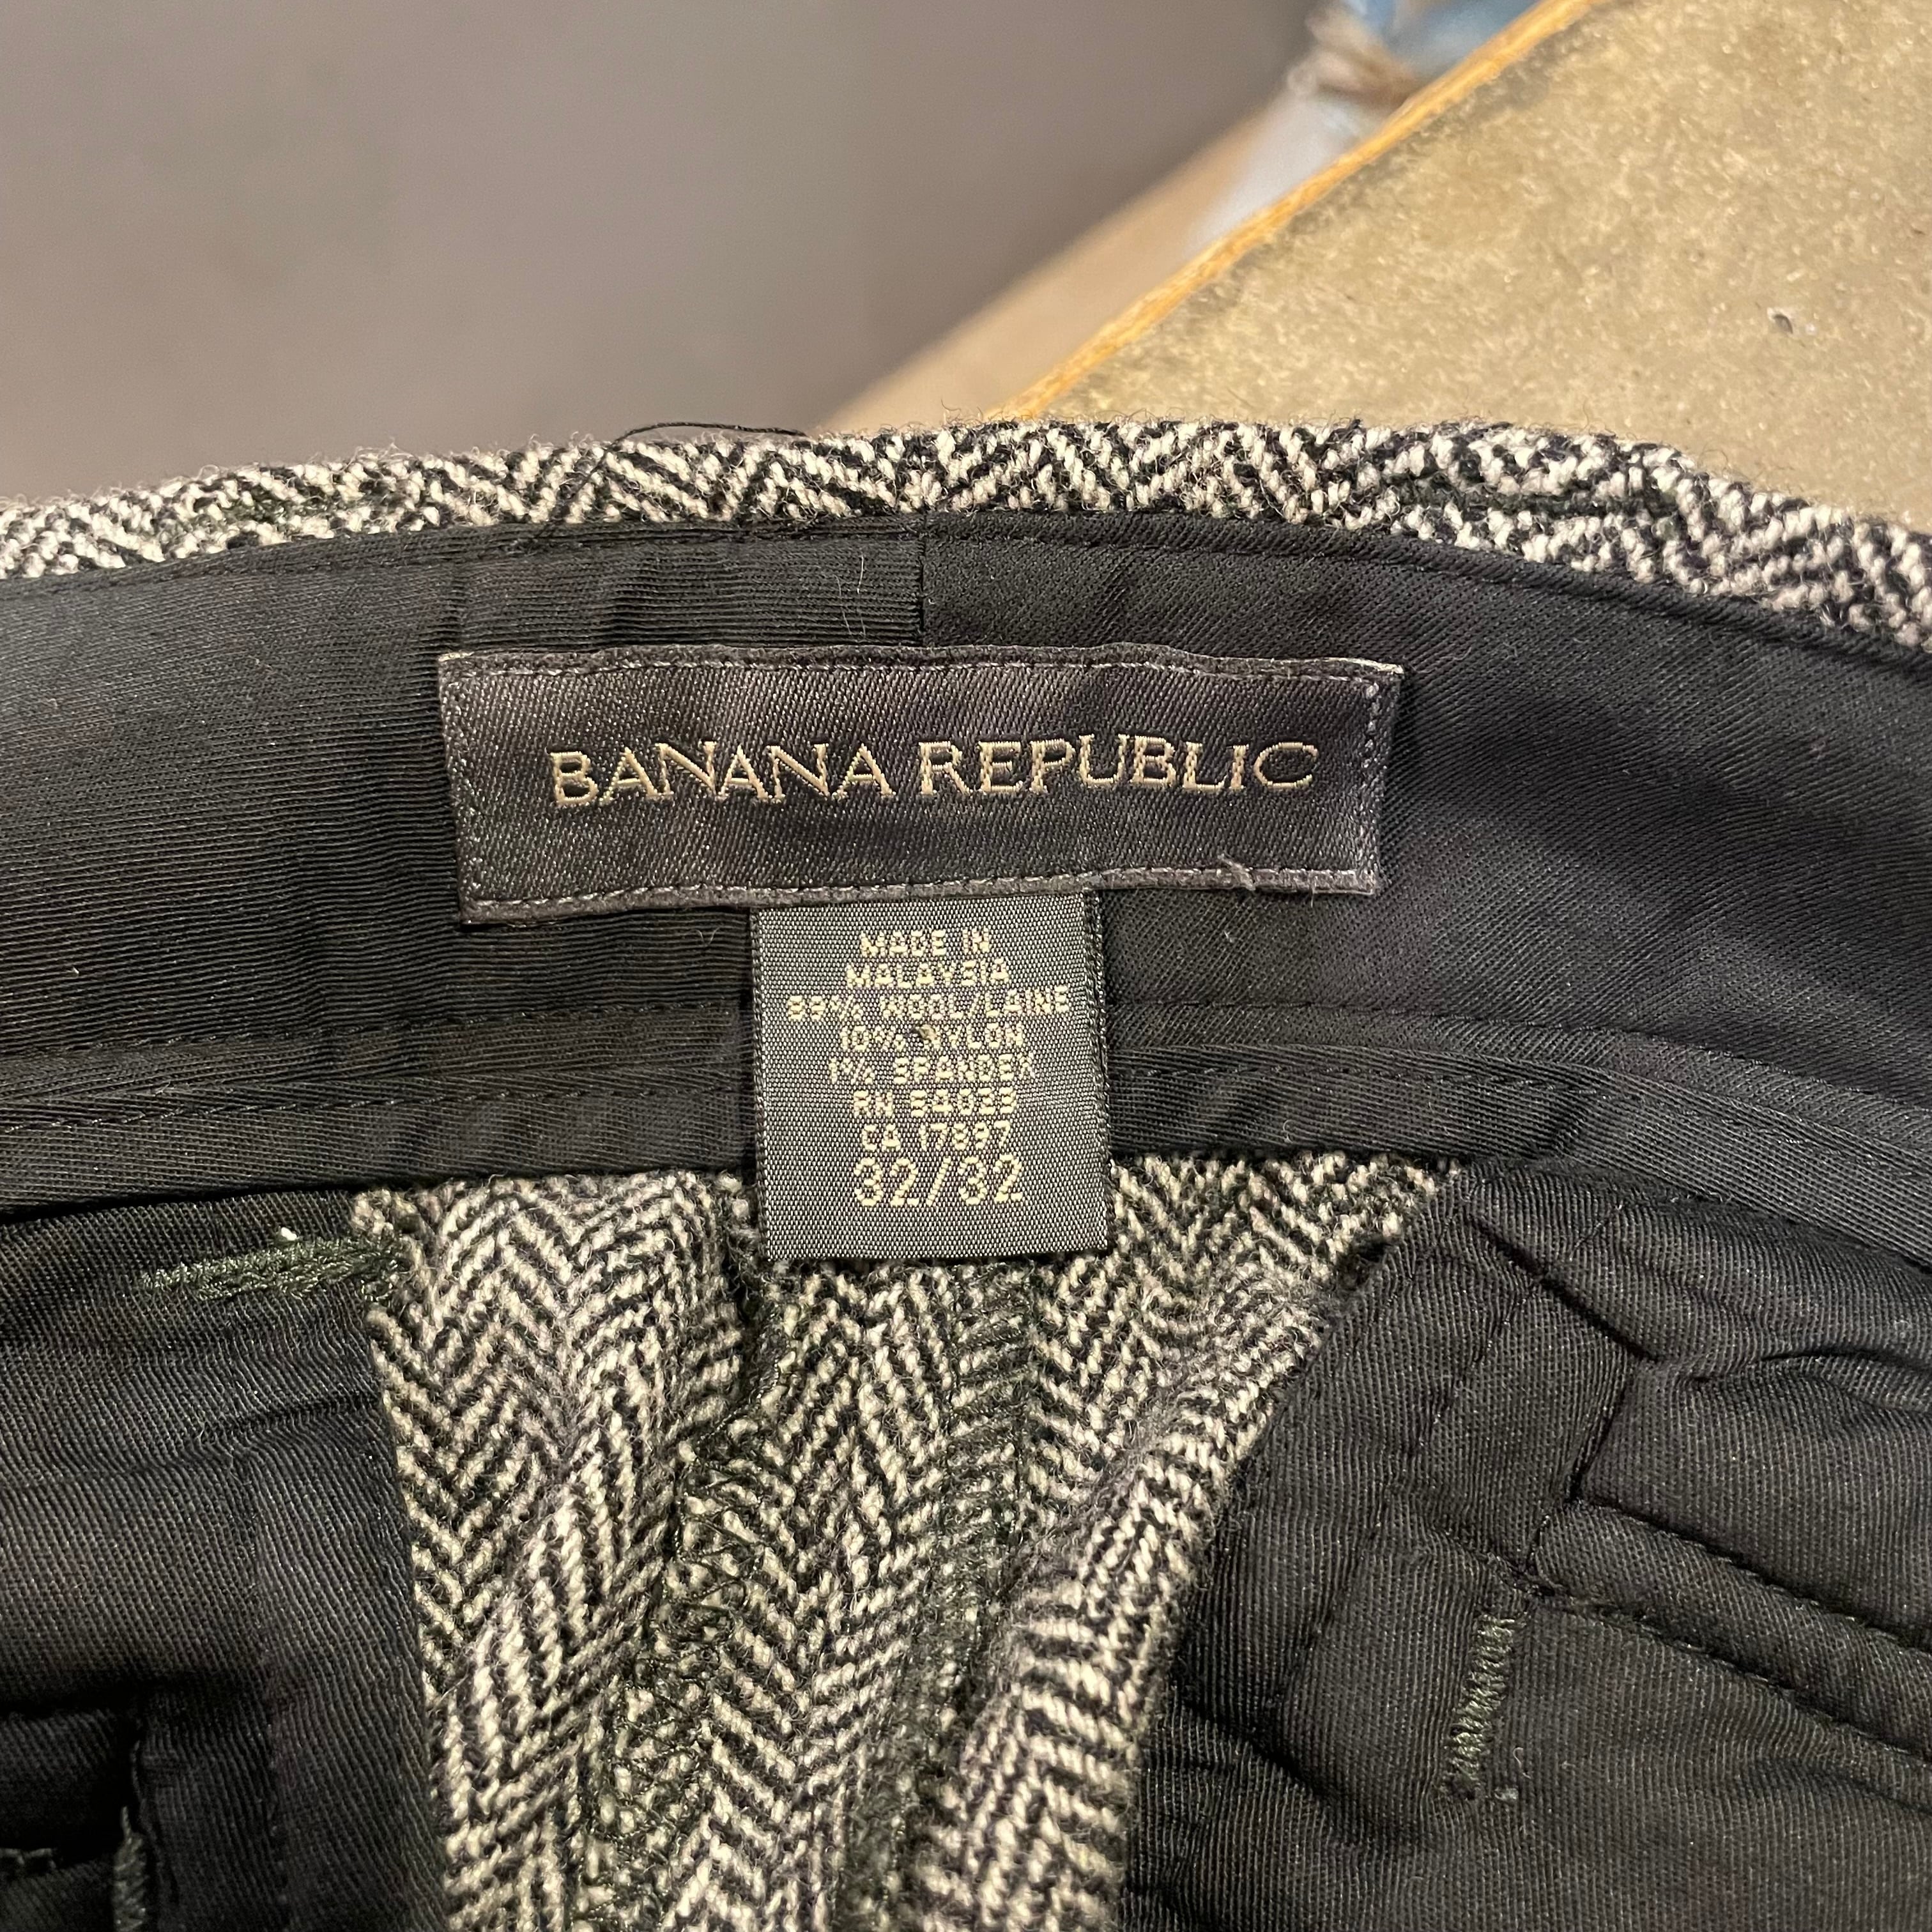 BANANA REPUBLIC
MADE IN
MALAYSIA
89% WOOL/LAINE
10% NYLON
1% SPANDEX
RN 54023
CA 17897
32/32